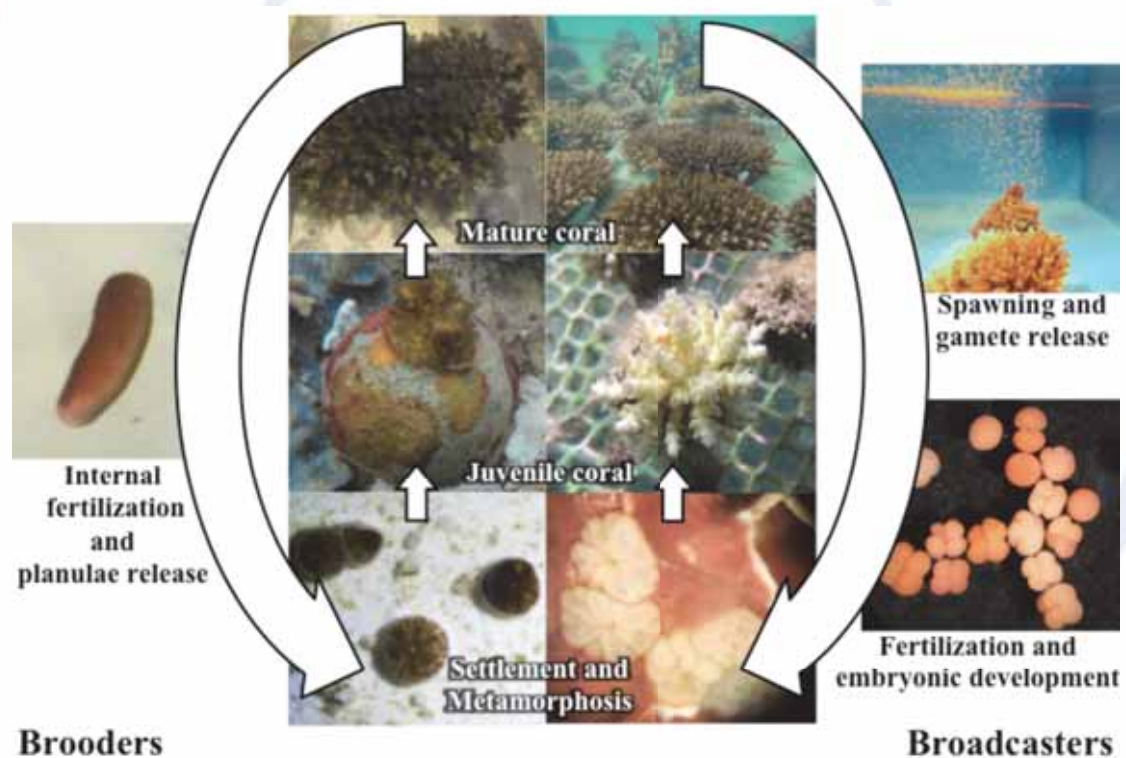 Mature coral
Spawning and
gamete release
Juvenile coral
Internal
fertilization
and
planulae release
Settlement and
Metamorphosis
Fertilization and
embryonic development
Brooders
Broadcasters